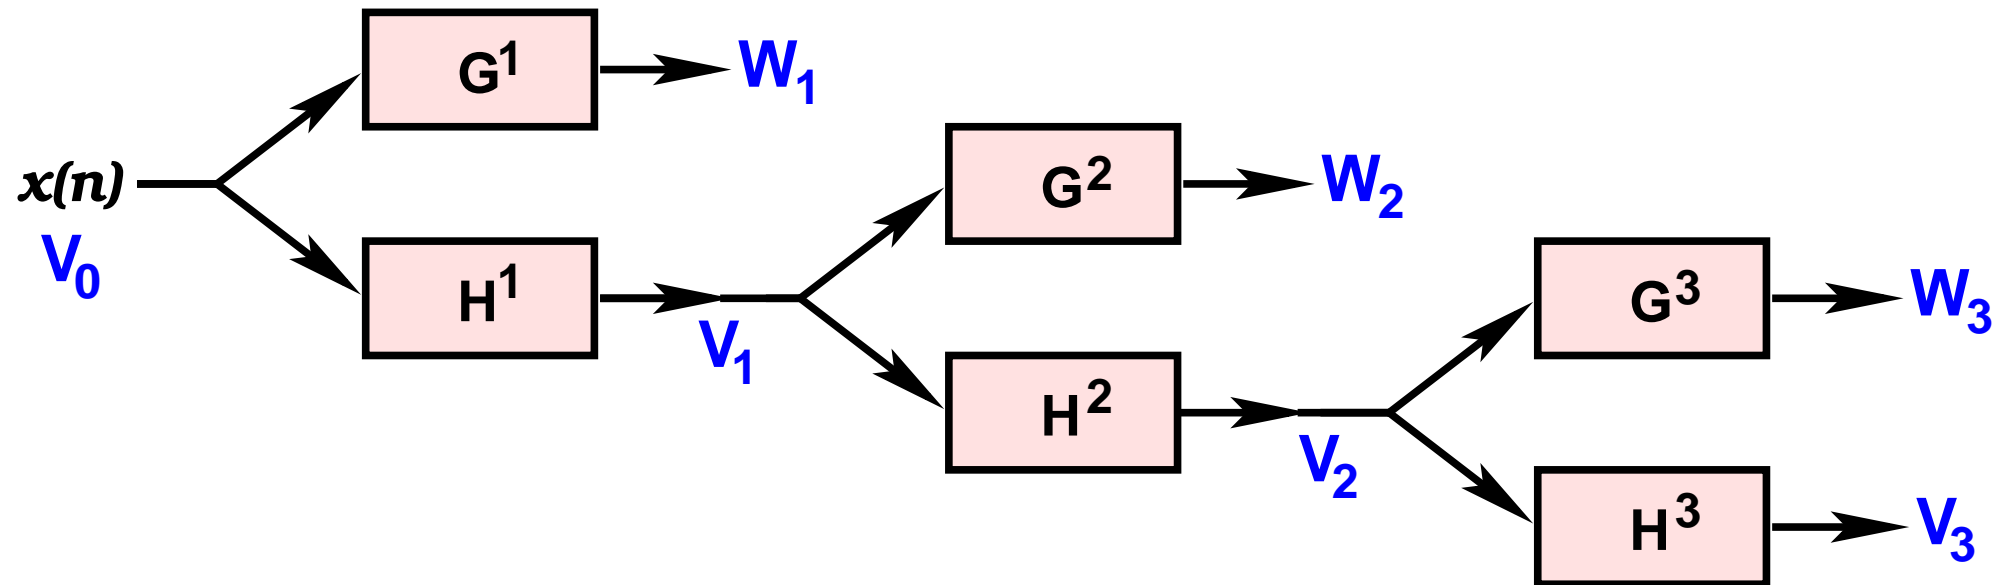 x(n)
V₀
G¹
W₁
H¹
V₁
G²
W₂
H²
V₂
G³
W₃
H³
V₃